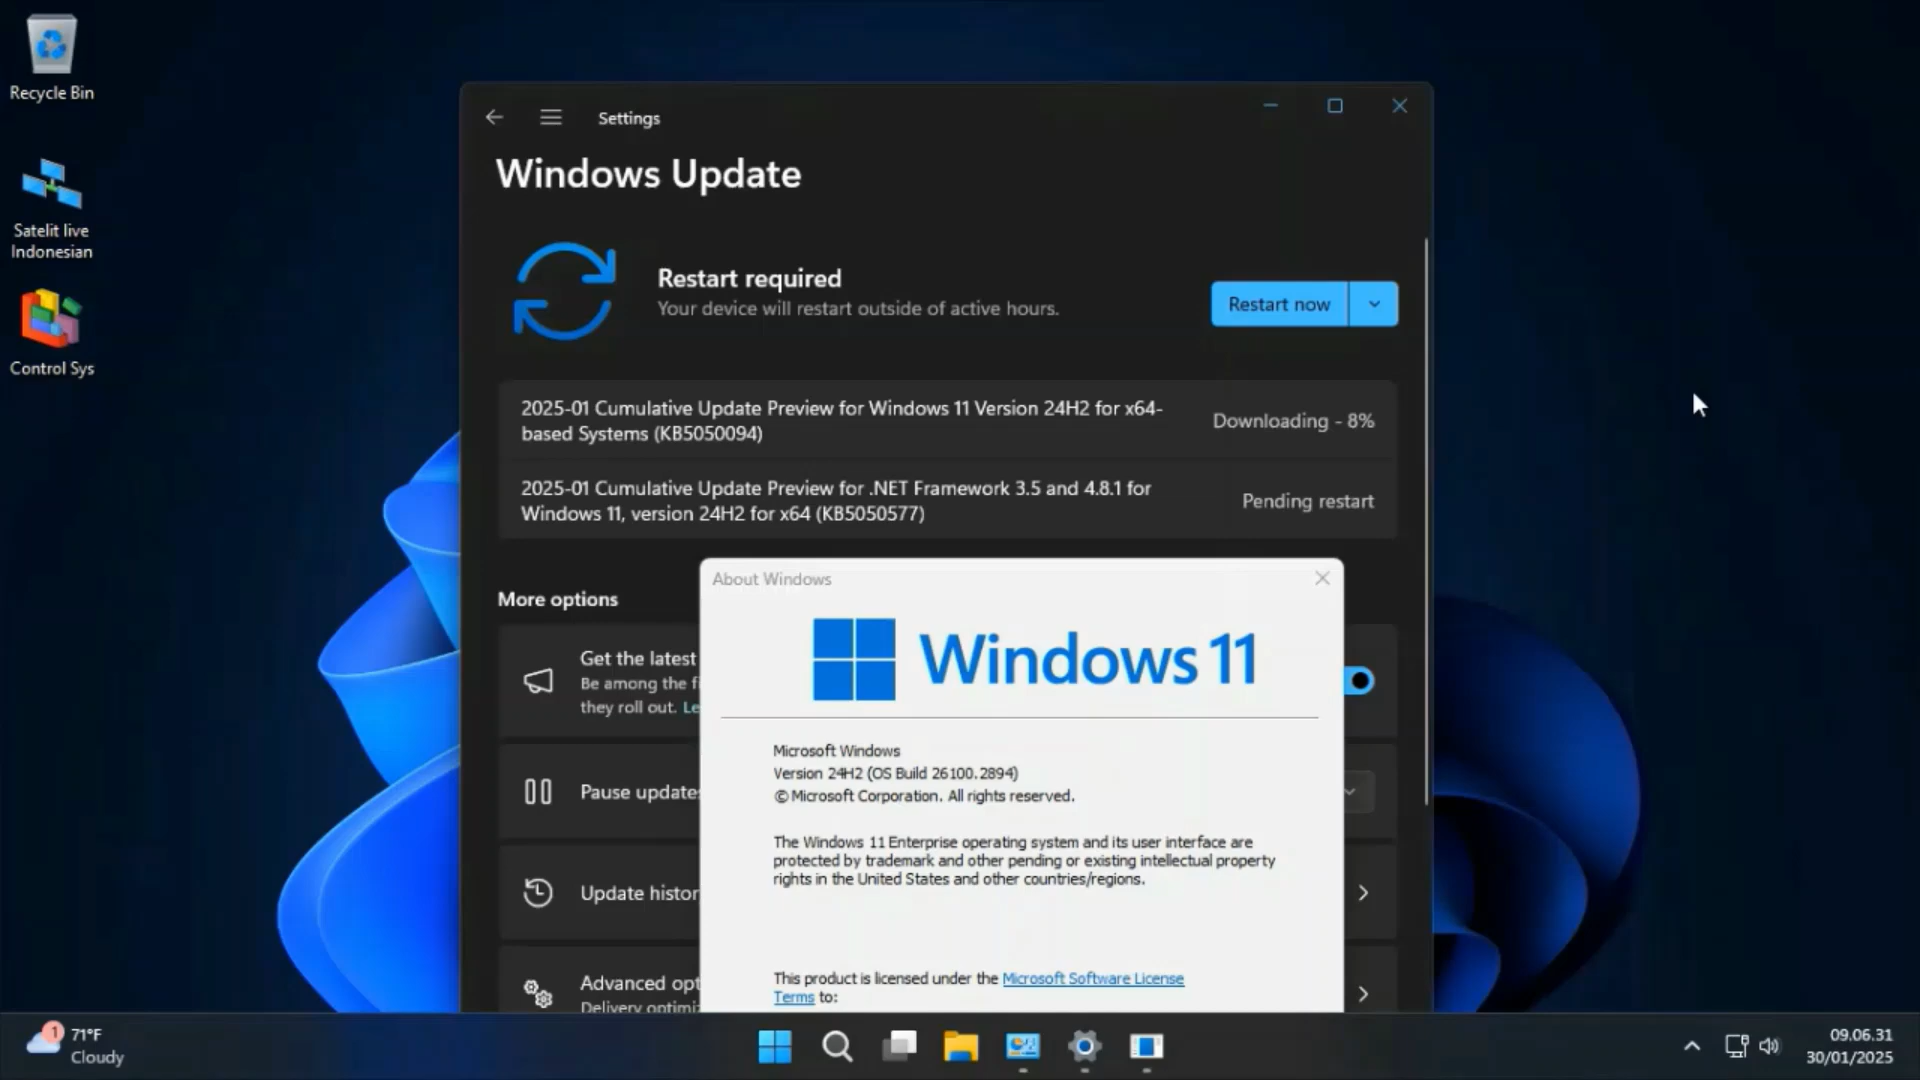 Recycle Bin
Satelit live
Indonesian
Control Sys
Settings
Windows Update
Restart required
Your device will restart outside of active hours.
Restart now
2025-01 Cumulative Update Preview for Windows 11 Version 24H2 for x64-
based Systems (KB5050094)
Downloading - 8%
2025-01 Cumulative Update Preview for .NET Framework 3.5 and 4.8.1 for
Windows 11, version 24H2 for x64 (KB5050577)
Pending restart
More options
Get the latest
Be among the fi
they roll out. Le
Pause updates
Update histor
Advanced opt
Delivery optimiz
About Windows
Windows 11
Microsoft Windows
Version 24H2 (OS Build 26100.2894)
© Microsoft Corporation. All rights reserved.
The Windows 11 Enterprise operating system and its user interface are
protected by trademark and other pending or existing intellectual property
rights in the United States and other countries/regions.
This product is licensed under the Microsoft Software License
Terms to:
1
71°F
Cloudy
09.06.31
30/01/2025